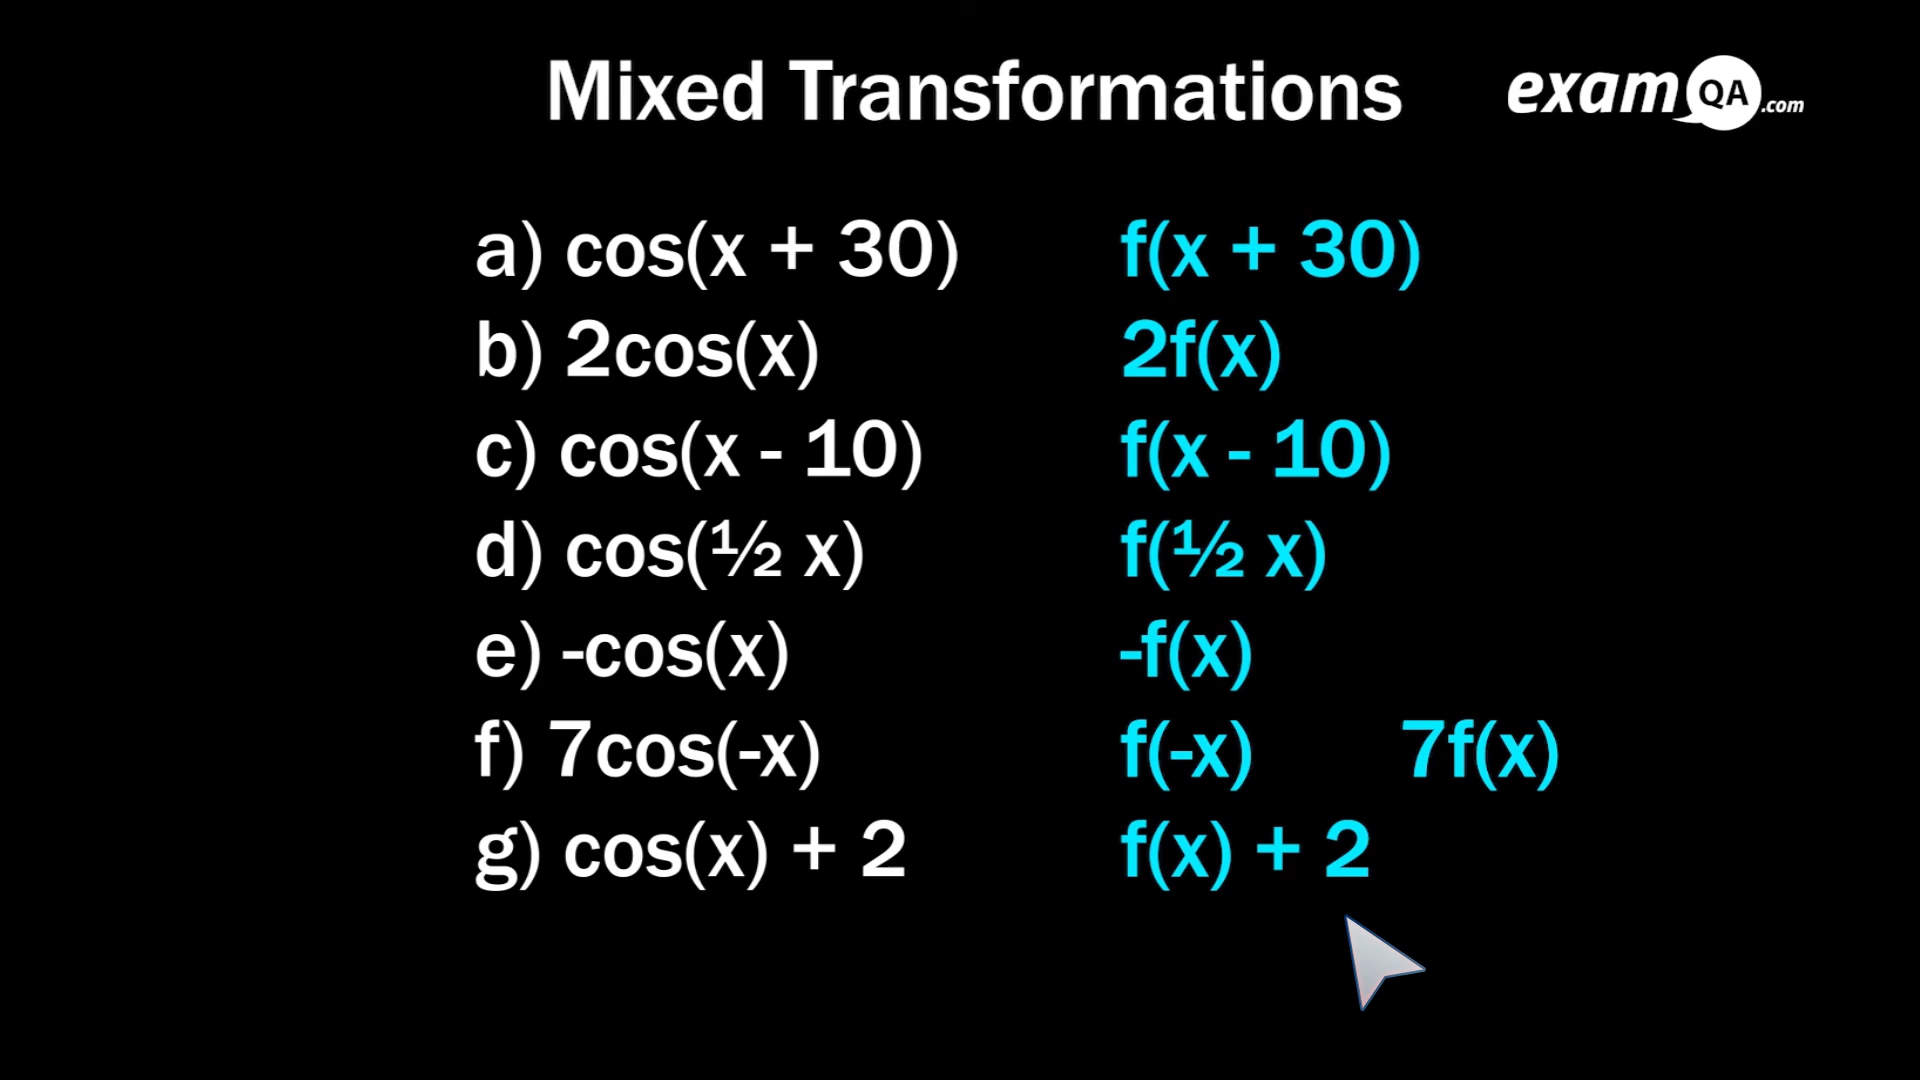 Mixed Transformations
examQA.com
a) cos(x + 30) f(x + 30)
b) 2cos(x) 2f(x)
c) cos(x - 10) f(x - 10)
d) cos(½ x) f(½ x)
e) -cos(x) -f(x)
f) 7cos(-x) f(-x) 7f(x)
g) cos(x) + 2 f(x) + 2